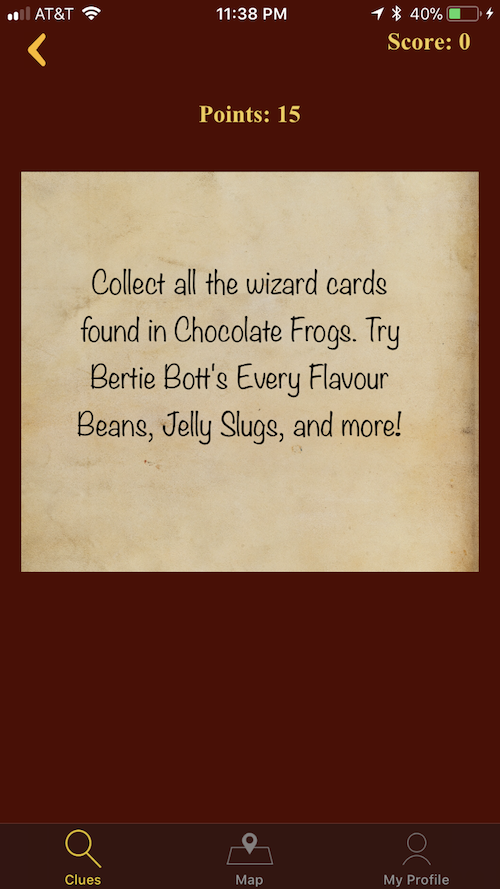 AT&T 11:38 PM 40%
Score: 0
Points: 15
Collect all the wizard cards
found in Chocolate Frogs. Try
Bertie Bott's Every Flavour
Beans, Jelly Slugs, and more!
Clues Map My Profile